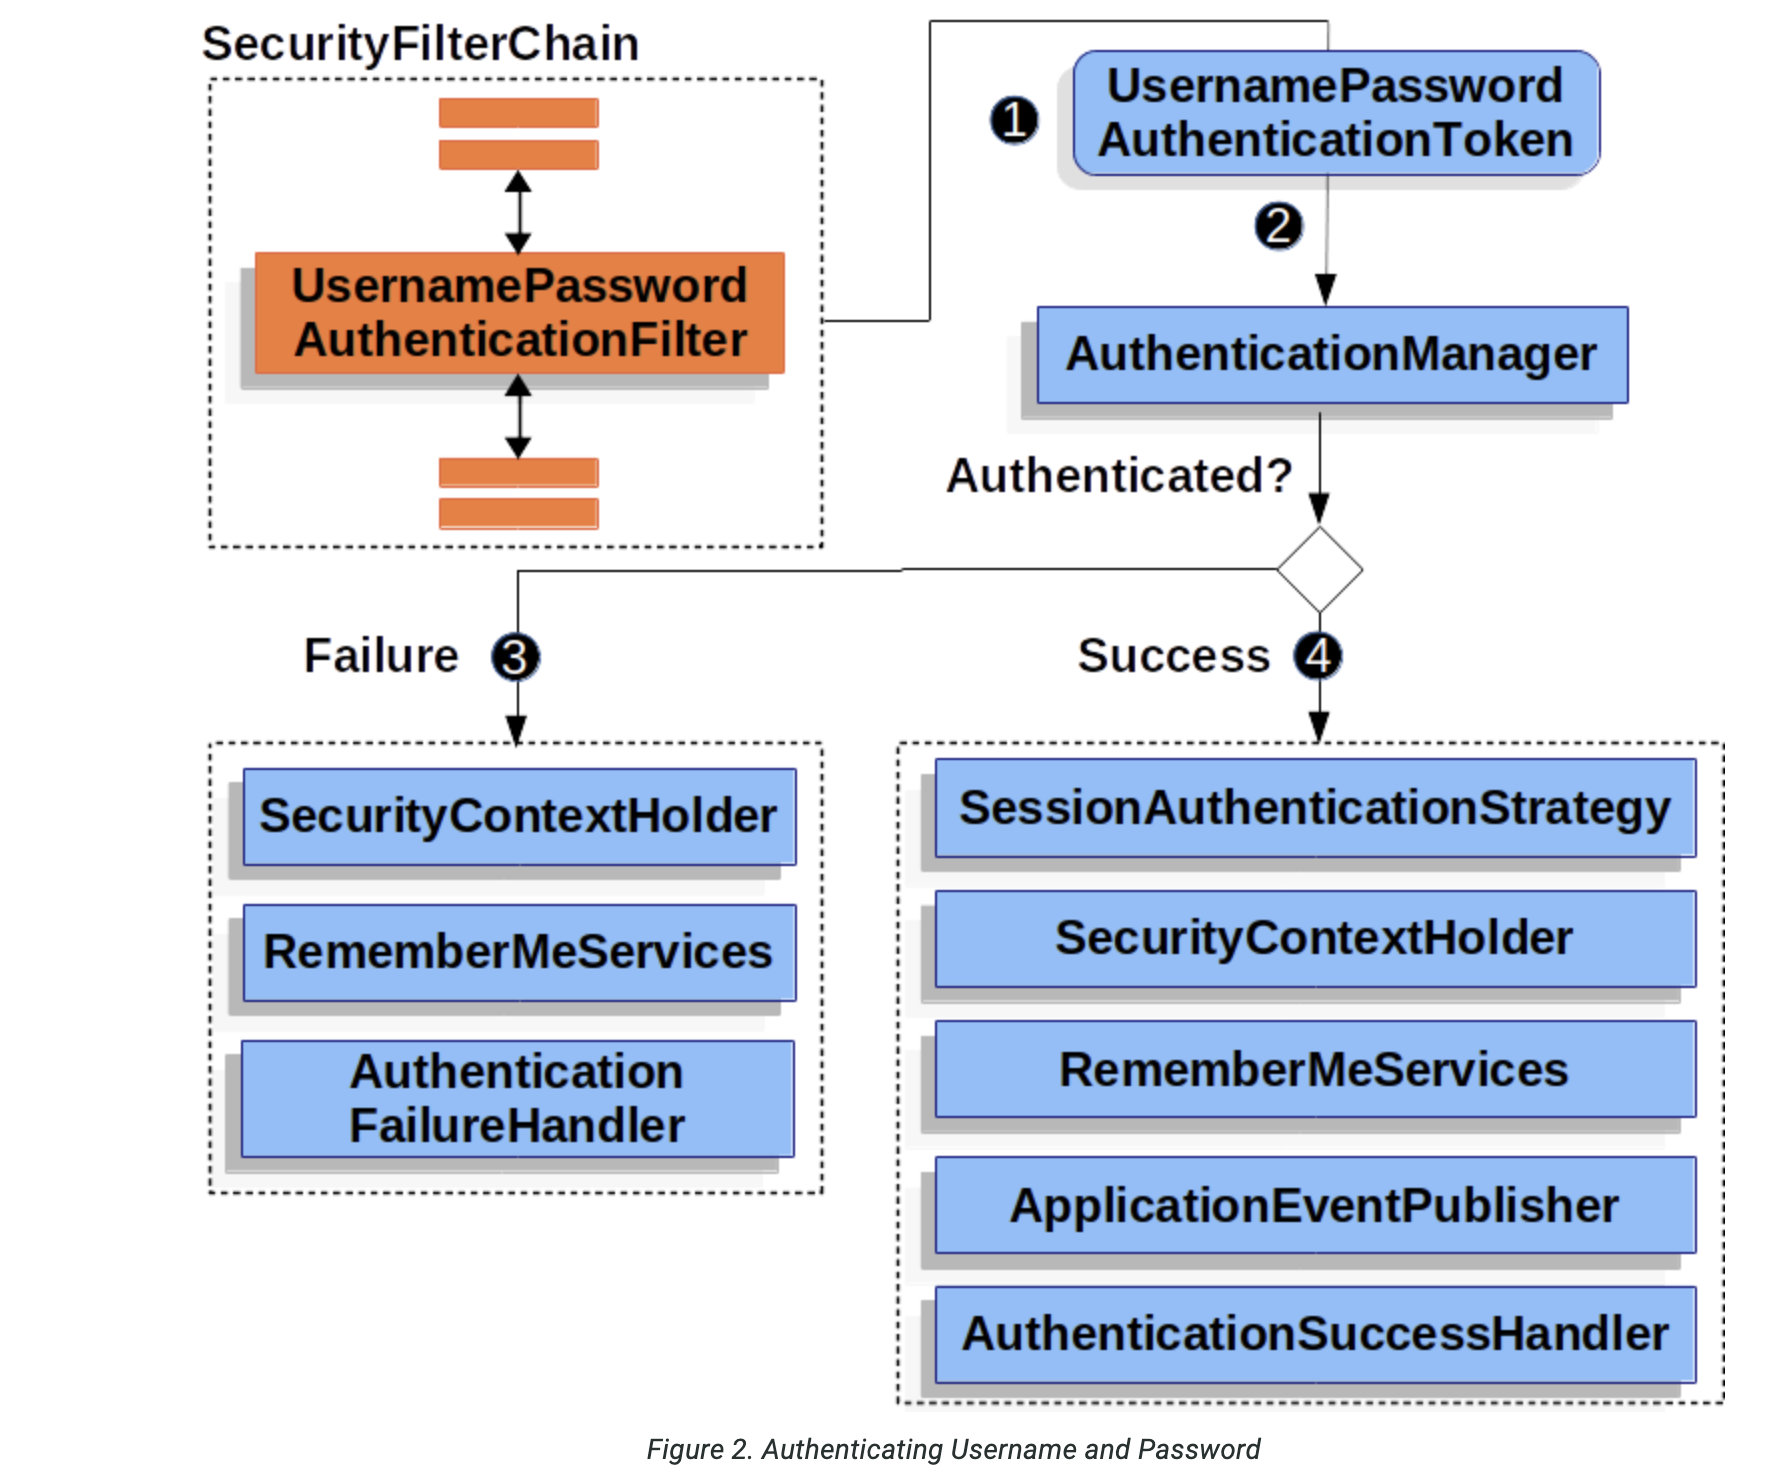 SecurityFilterChain
UsernamePassword
AuthenticationFilter
1
UsernamePassword
AuthenticationToken
2
AuthenticationManager
Authenticated?
Failure 3
Success 4
SecurityContextHolder
RememberMeServices
Authentication
FailureHandler
SessionAuthenticationStrategy
SecurityContextHolder
RememberMeServices
ApplicationEventPublisher
AuthenticationSuccessHandler
Figure 2. Authenticating Username and Password